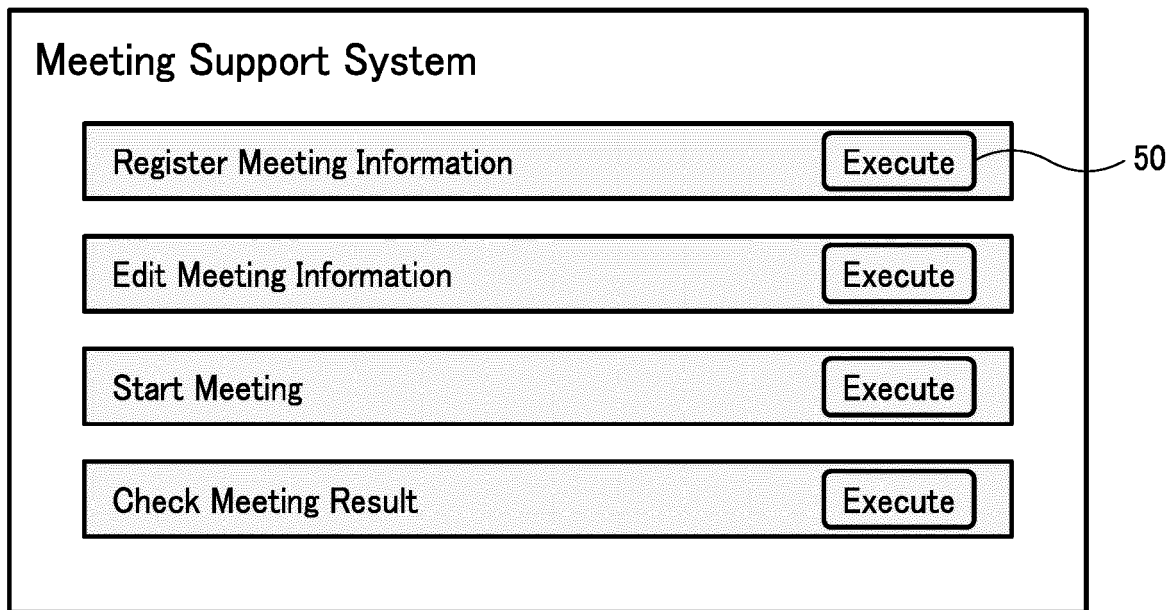 Meeting Support System
Register Meeting Information Execute 50
Edit Meeting Information Execute
Start Meeting Execute
Check Meeting Result Execute